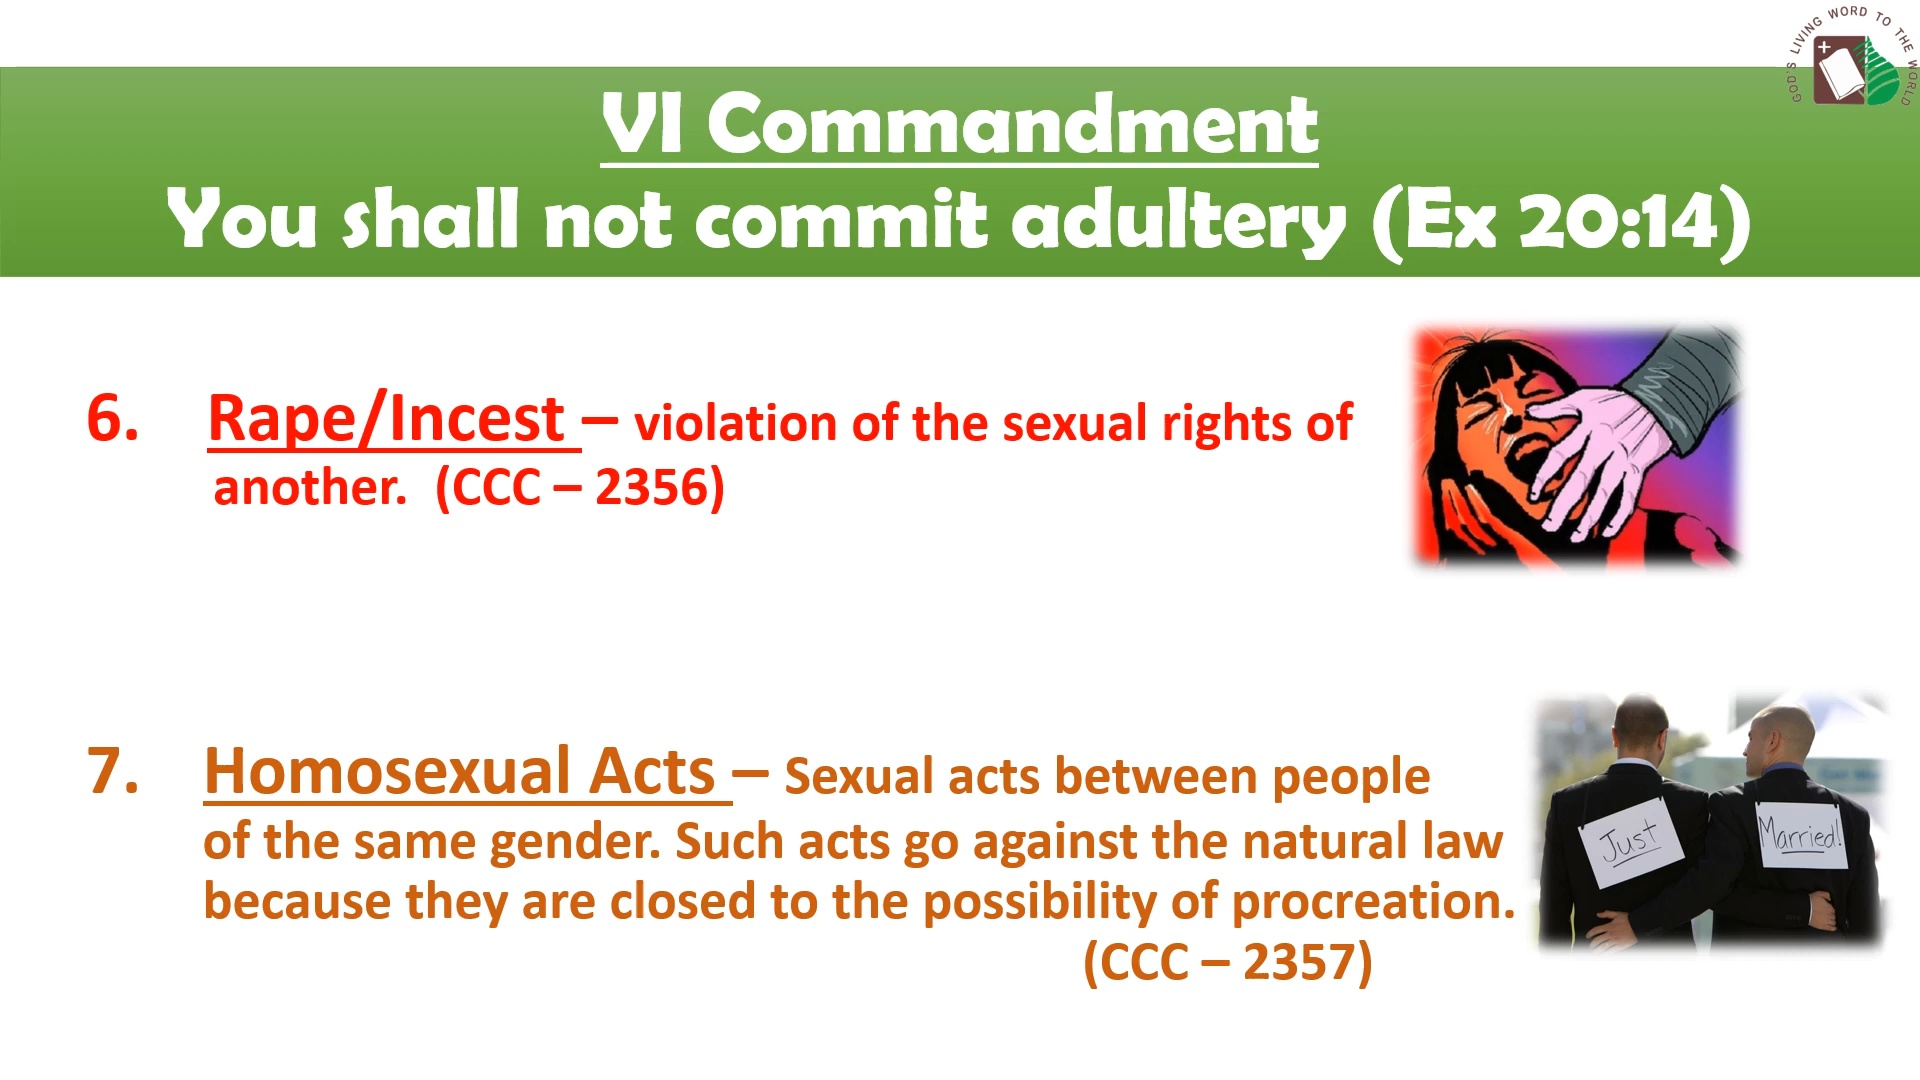 GOD'S LIVING WORD TO THE WORLD
VI Commandment
You shall not commit adultery (Ex 20:14)
6. Rape/Incest – violation of the sexual rights of
another. (CCC – 2356)
7. Homosexual Acts – Sexual acts between people
of the same gender. Such acts go against the natural law
because they are closed to the possibility of procreation.
(CCC – 2357)
Just
Married!